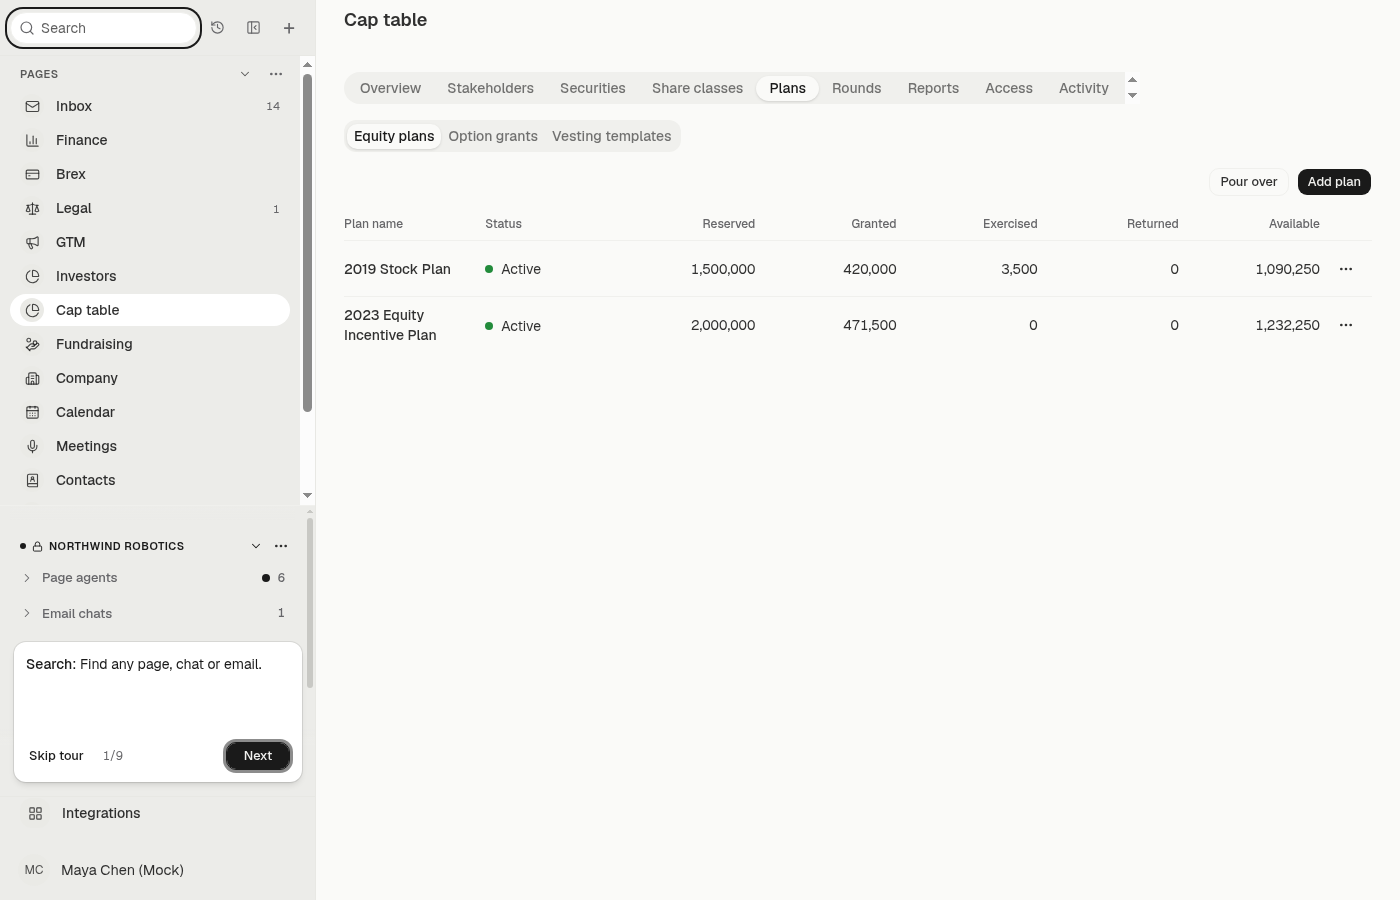 Search
PAGES
Inbox 14
Finance
Brex
Legal 1
GTM
Investors
Cap table
Fundraising
Company
Calendar
Meetings
Contacts
NORTHWIND ROBOTICS
Page agents 6
Email chats 1
Search: Find any page, chat or email.
Skip tour 1/9 Next
Integrations
MC Maya Chen (Mock)
Cap table
Overview Stakeholders Securities Share classes Plans Rounds Reports Access Activity
Equity plans Option grants Vesting templates
Pour over Add plan
Plan name Status Reserved Granted Exercised Returned Available
2019 Stock Plan Active 1,500,000 420,000 3,500 0 1,090,250
2023 Equity
Incentive Plan Active 2,000,000 471,500 0 0 1,232,250